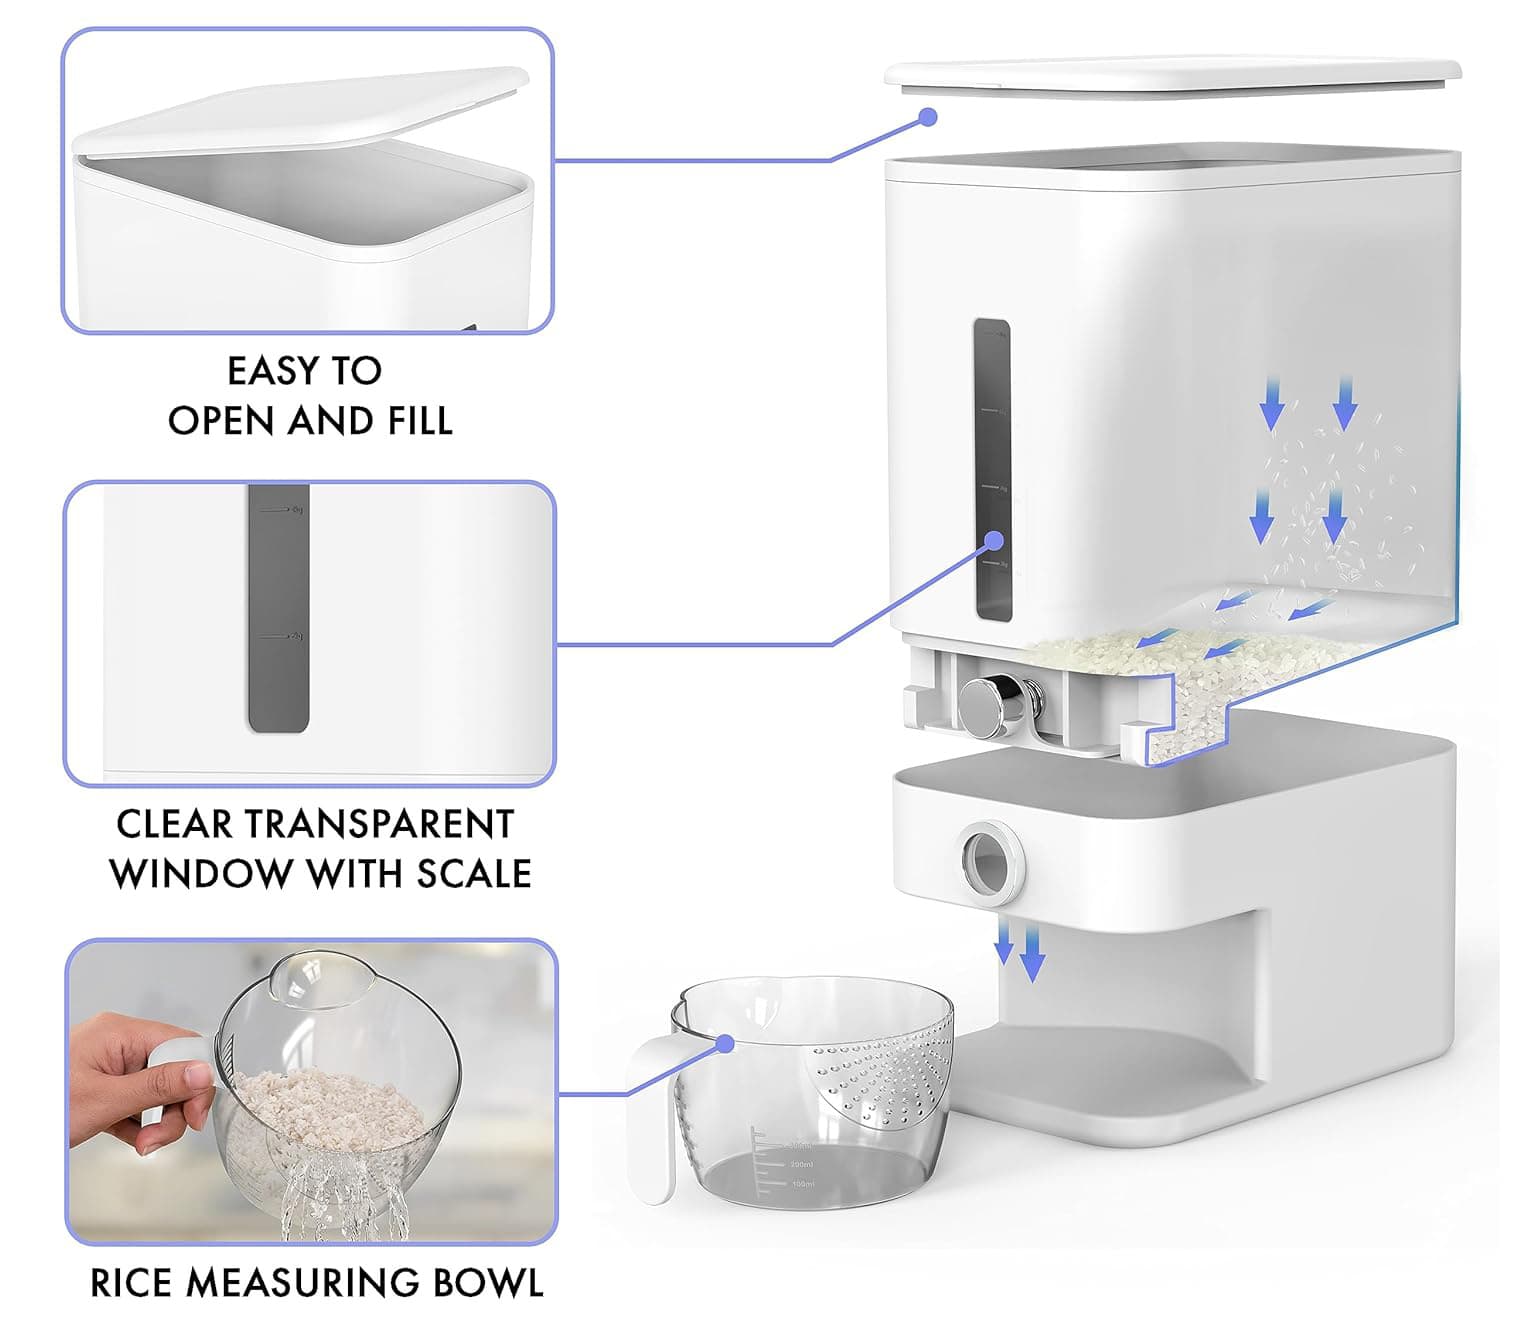 EASY TO
OPEN AND FILL
CLEAR TRANSPARENT
WINDOW WITH SCALE
RICE MEASURING BOWL
200ml
100ml